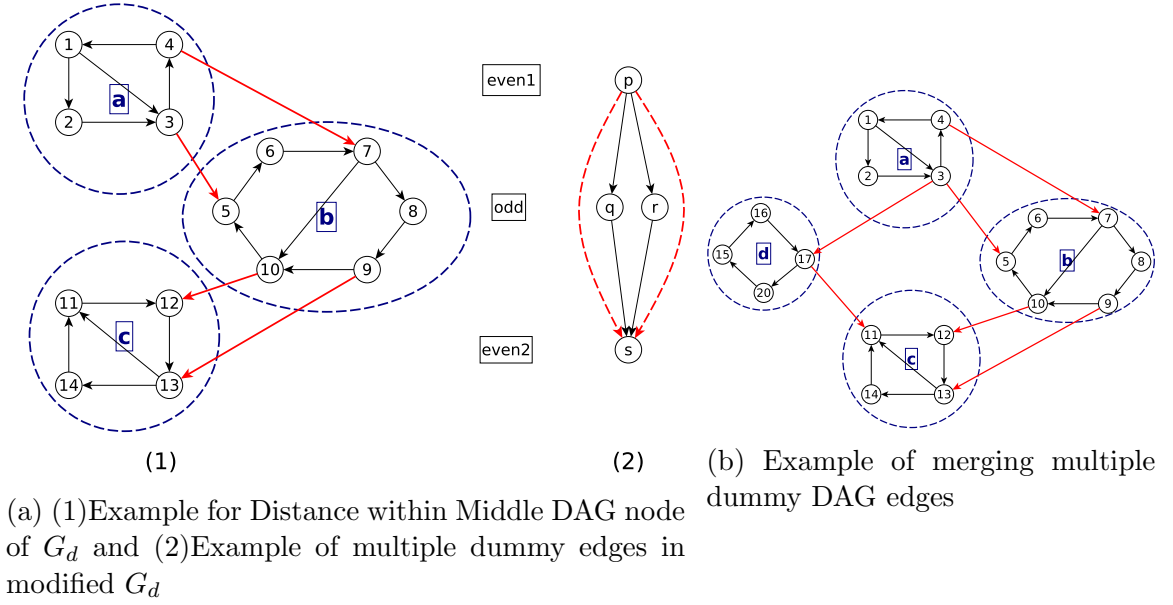 1
4
a
2
3
6
7
5
b
8
10
9
11
12
c
14
13
(1)
even1
odd
even2
p
q
r
s
(2)
1
4
a
2
3
16
15
d
17
20
6
7
5
b
8
10
9
11
12
c
14
13
(a) (1)Example for Distance within Middle DAG node
of G_d and (2)Example of multiple dummy edges in
modified G_d
(b) Example of merging multiple
dummy DAG edges